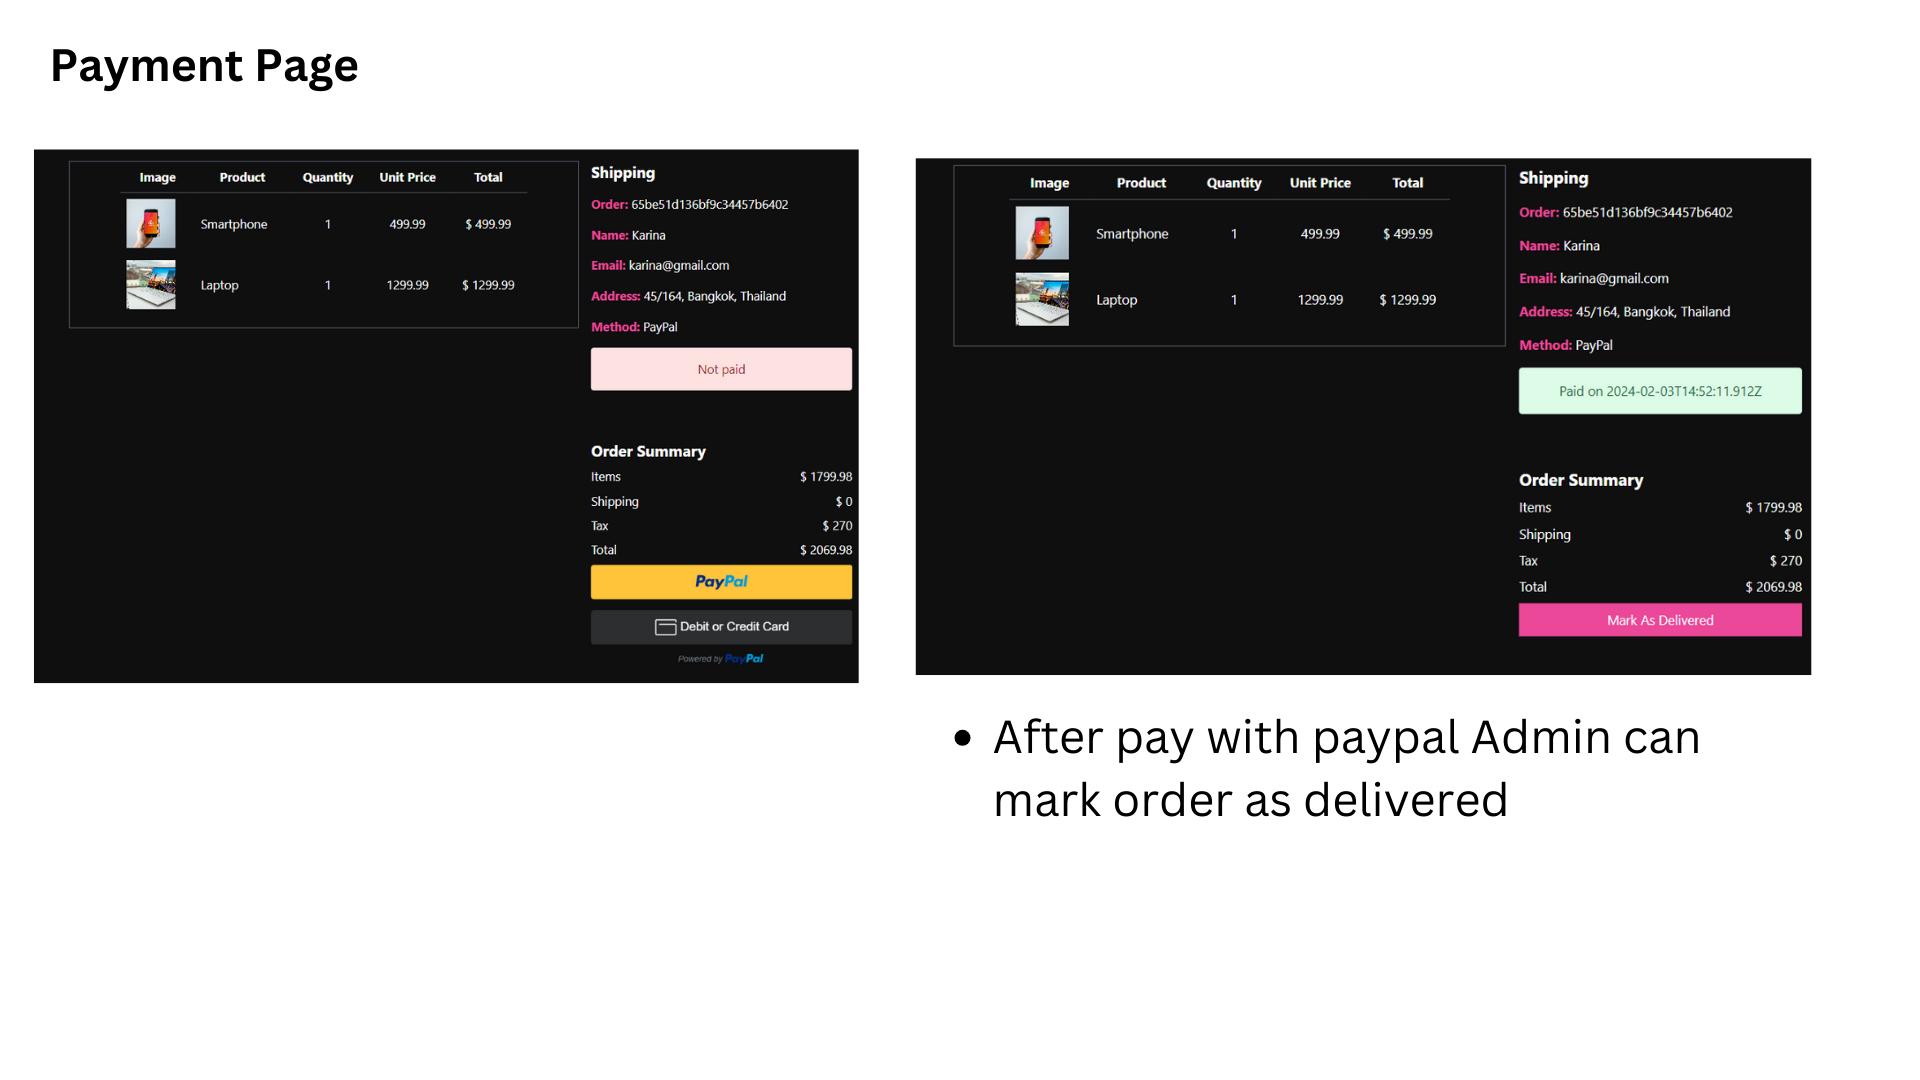 Payment Page
Image Product Quantity Unit Price Total
Smartphone 1 499.99 $ 499.99
Laptop 1 1299.99 $ 1299.99
Shipping
Order: 65be51d136bf9c34457b6402
Name: Karina
Email: karina@gmail.com
Address: 45/164, Bangkok, Thailand
Method: PayPal
Not paid
Order Summary
Items $ 1799.98
Shipping $ 0
Tax $ 270
Total $ 2069.98
PayPal
Debit or Credit Card
Powered by PayPal
Image Product Quantity Unit Price Total
Smartphone 1 499.99 $ 499.99
Laptop 1 1299.99 $ 1299.99
Shipping
Order: 65be51d136bf9c34457b6402
Name: Karina
Email: karina@gmail.com
Address: 45/164, Bangkok, Thailand
Method: PayPal
Paid on 2024-02-03T14:52:11.912Z
Order Summary
Items $ 1799.98
Shipping $ 0
Tax $ 270
Total $ 2069.98
Mark As Delivered
• After pay with paypal Admin can
mark order as delivered